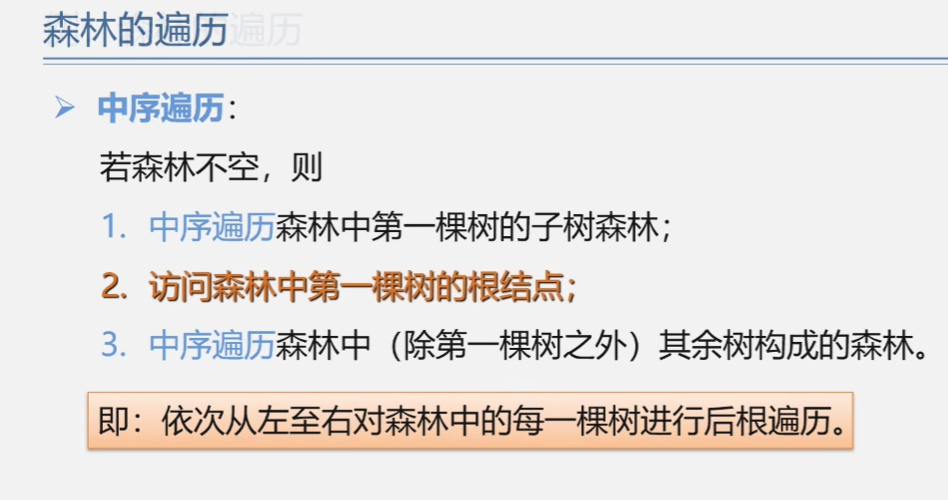 森林的遍历
➢ 中序遍历：
若森林不空，则
1. 中序遍历森林中第一棵树的子树森林；
2. 访问森林中第一棵树的根结点；
3. 中序遍历森林中（除第一棵树之外）其余树构成的森林。
即：依次从左至右对森林中的每一棵树进行后根遍历。